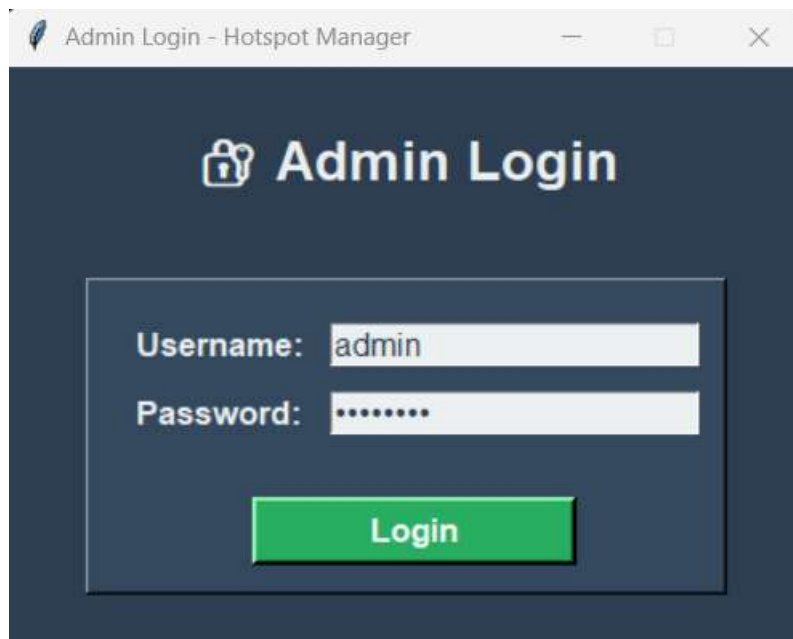 Admin Login - Hotspot Manager
🔐 Admin Login
Username: admin
Password: ••••••••
Login